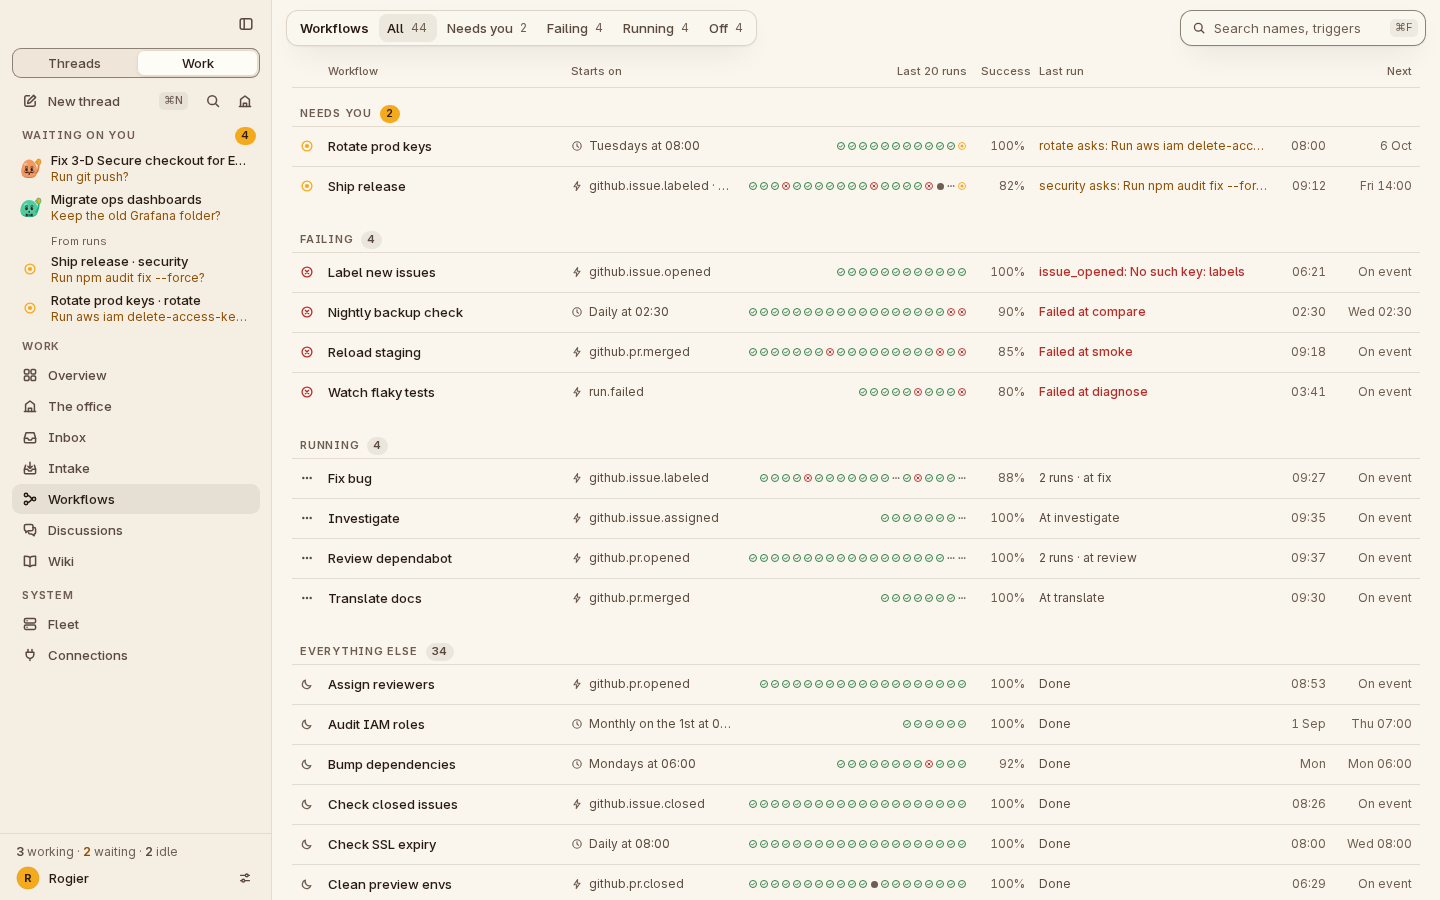 Threads
Work
New thread
⌘N
WAITING ON YOU
4
Fix 3-D Secure checkout for E…
Run git push?
Migrate ops dashboards
Keep the old Grafana folder?
From runs
Ship release · security
Run npm audit fix --force?
Rotate prod keys · rotate
Run aws iam delete-access-ke…
WORK
Overview
The office
Inbox
Intake
Workflows
Discussions
Wiki
SYSTEM
Fleet
Connections
3 working · 2 waiting · 2 idle
R
Rogier
Workflows All 44 Needs you 2 Failing 4 Running 4 Off 4
Search names, triggers ⌘F
Workflow Starts on Last 20 runs Success Last run Next
NEEDS YOU 2
Rotate prod keys Tuesdays at 08:00 100% rotate asks: Run aws iam delete-acc… 08:00 6 Oct
Ship release github.issue.labeled · … 82% security asks: Run npm audit fix --for… 09:12 Fri 14:00
FAILING 4
Label new issues github.issue.opened 100% issue_opened: No such key: labels 06:21 On event
Nightly backup check Daily at 02:30 90% Failed at compare 02:30 Wed 02:30
Reload staging github.pr.merged 85% Failed at smoke 09:18 On event
Watch flaky tests run.failed 80% Failed at diagnose 03:41 On event
RUNNING 4
Fix bug github.issue.labeled 88% 2 runs · at fix 09:27 On event
Investigate github.issue.assigned 100% At investigate 09:35 On event
Review dependabot github.pr.opened 100% 2 runs · at review 09:37 On event
Translate docs github.pr.merged 100% At translate 09:30 On event
EVERYTHING ELSE 34
Assign reviewers github.pr.opened 100% Done 08:53 On event
Audit IAM roles Monthly on the 1st at 0… 100% Done 1 Sep Thu 07:00
Bump dependencies Mondays at 06:00 92% Done Mon Mon 06:00
Check closed issues github.issue.closed 100% Done 08:26 On event
Check SSL expiry Daily at 08:00 100% Done 08:00 Wed 08:00
Clean preview envs github.pr.closed 100% Done 06:29 On event